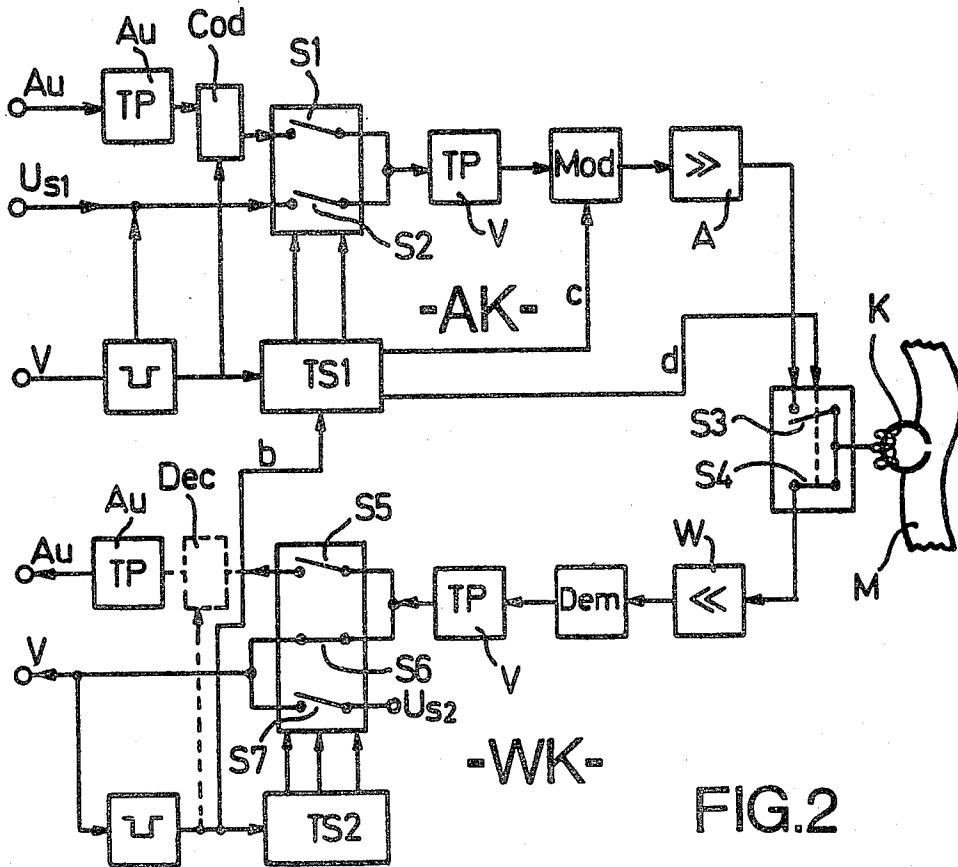 Au
Cod
S1
Au
TP
Us1
TP
Mod
>>
V
S2
A
-AK-
c
K
V
TS1
d
S3
b
S4
Dec
Au
S5
W
Au
TP
TP
Dem
<<
M
V
S6
V
Us2
S7
-WK-
TS2
FIG.2